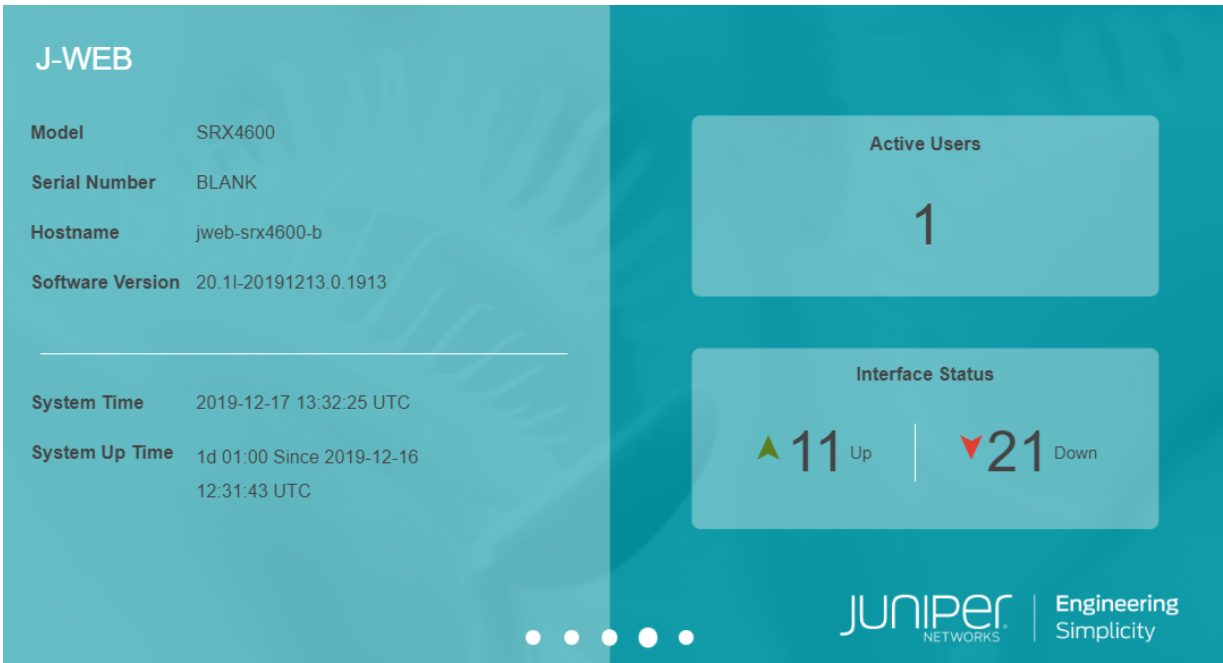 J-WEB
Model SRX4600
Serial Number BLANK
Hostname jweb-srx4600-b
Software Version 20.1I-20191213.0.1913
System Time 2019-12-17 13:32:25 UTC
System Up Time 1d 01:00 Since 2019-12-16
12:31:43 UTC
Active Users
1
Interface Status
11 Up 21 Down
JUNIPER NETWORKS
Engineering
Simplicity